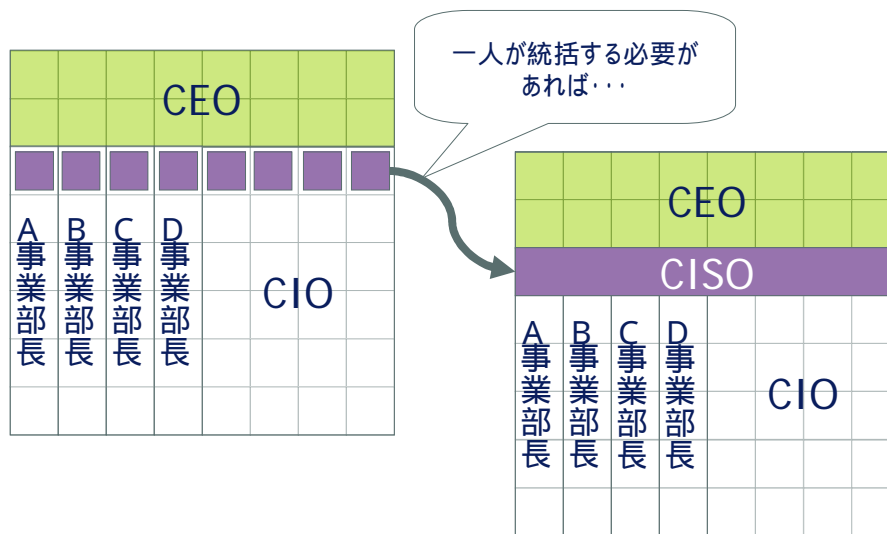 一人が統括する必要が
あれば・・・
CEO
A事業部長
B事業部長
C事業部長
D事業部長
CIO
CEO
CISO
A事業部長
B事業部長
C事業部長
D事業部長
CIO